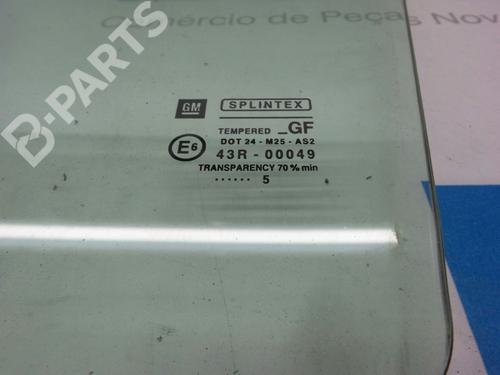 Comércio de Peças Nov
B-PARTS
GM SPLINTEX
TEMPERED _GF
DOT 24 - M25 - AS2
E6 43R - 00049
TRANSPARENCY 70% min
...... 5
B-PARTS